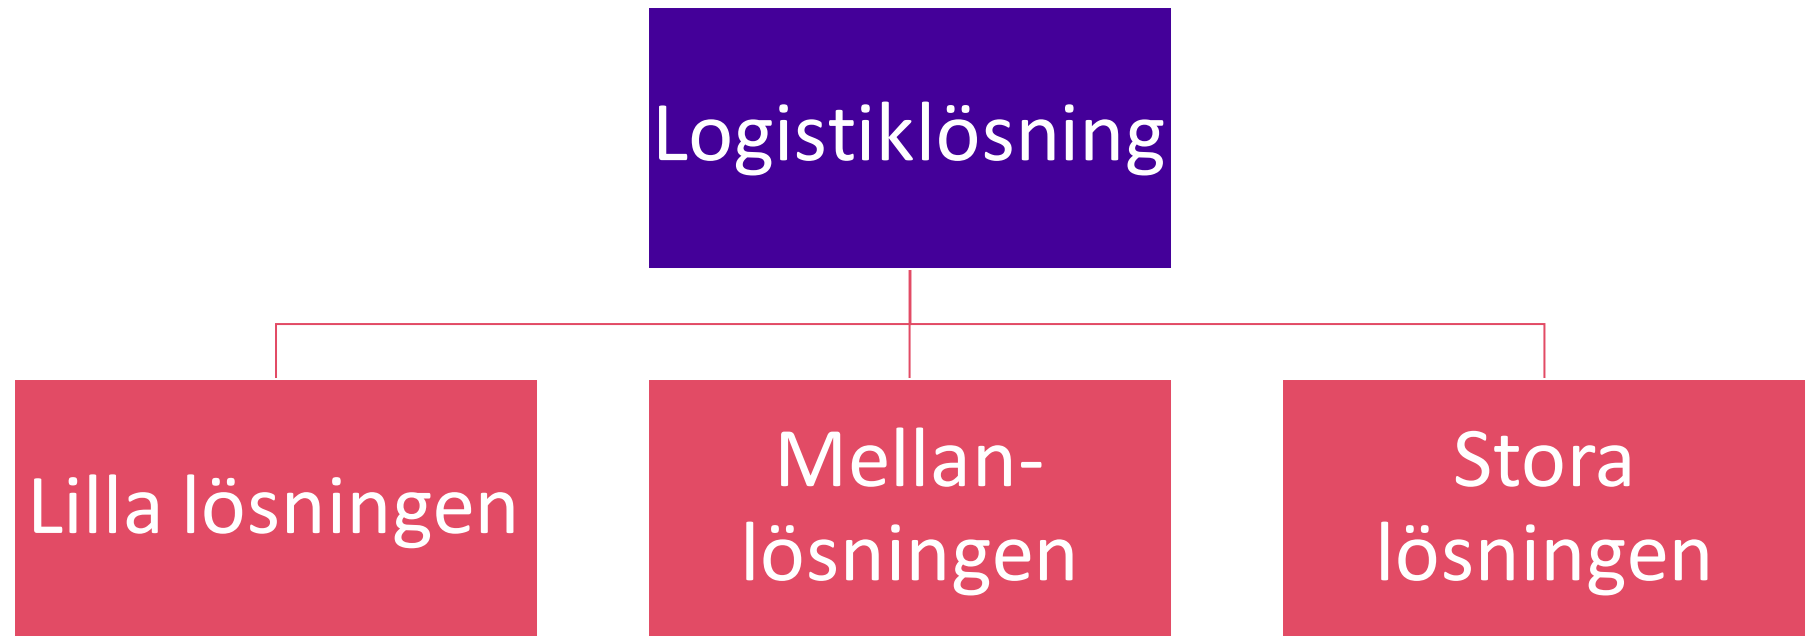 Logistiklösning
Lilla lösningen
Mellan-
lösningen
Stora
lösningen